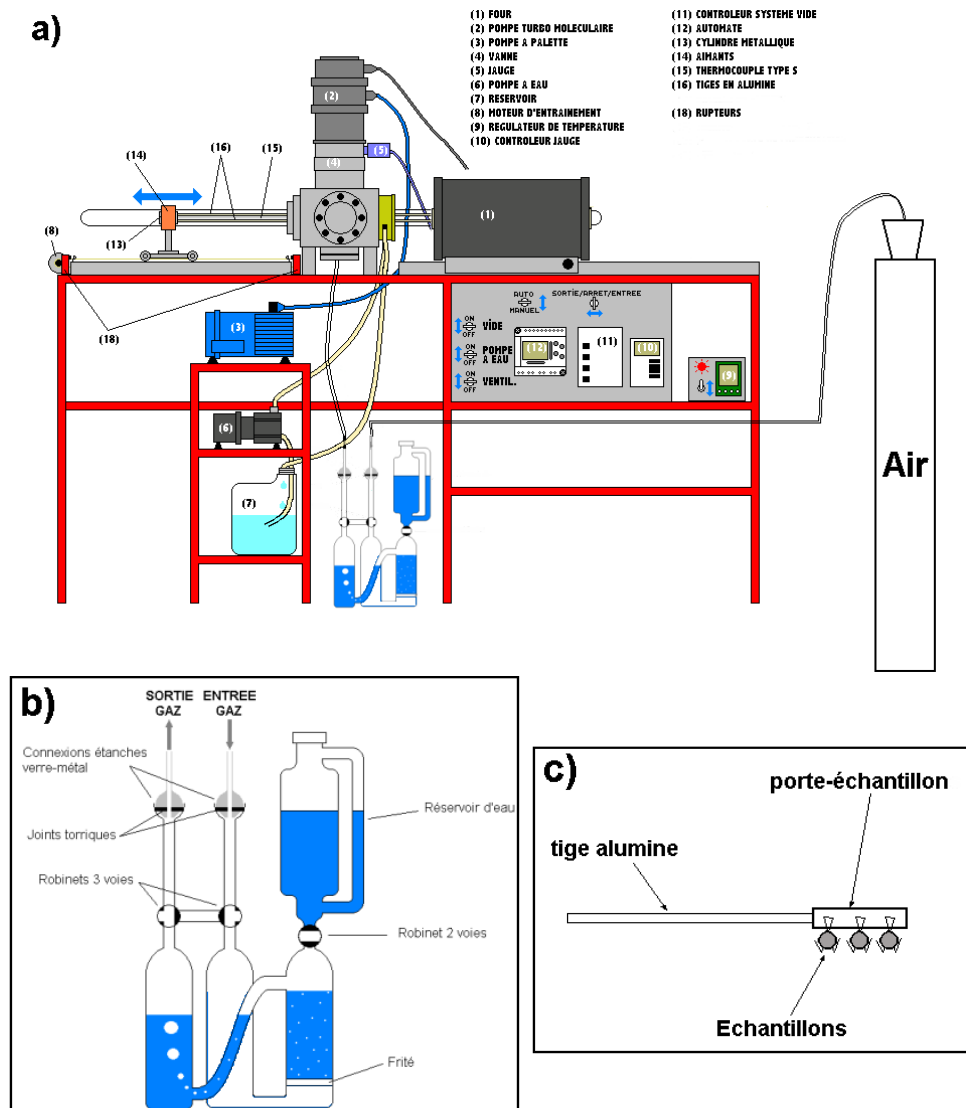 a)
(1) FOUR
(2) POMPE TURBO MOLECULAIRE
(3) POMPE A PALETTE
(4) VANNE
(5) JAUGE
(6) POMPE A EAU
(7) RESERVOIR
(8) MOTEUR D'ENTRAINEMENT
(9) REGULATEUR DE TEMPERATURE
(10) CONTROLEUR JAUGE
(11) CONTROLEUR SYSTEME VIDE
(12) AUTOMATE
(13) CYLINDRE METALLIQUE
(14) AIMANTS
(15) THERMOCOUPLE TYPE S
(16) TIGES EN ALUMINE
(18) RUPTEURS
(2)
(5)
(4)
(14)
(16)
(15)
(1)
(8)
(13)
(18)
(3)
AUTO
MANUEL
SORTIE/ARRET/ENTREE
ON
OFF
VIDE
ON
OFF
POMPE
A EAU
ON
OFF
VENTIL.
(12)
(11)
(10)
(9)
(6)
(7)
Air
b)
SORTIE
GAZ
ENTREE
GAZ
Connexions étanches
verre-métal
Joints torriques
Robinets 3 voies
Réservoir d'eau
Robinet 2 voies
Frité
c)
porte-échantillon
tige alumine
Echantillons